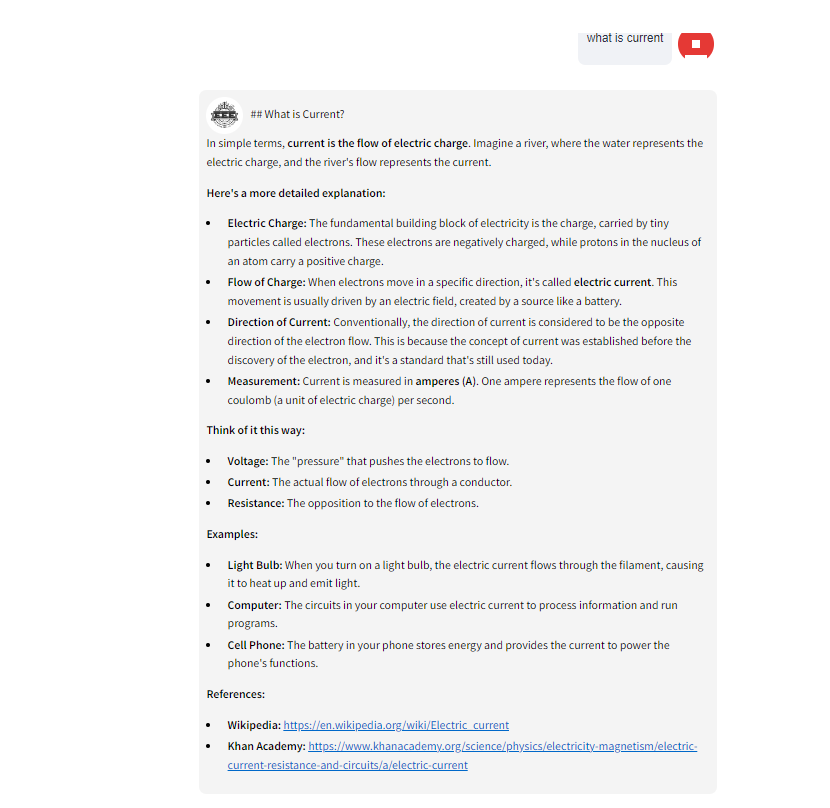 what is current
EEE
## What is Current?
In simple terms, current is the flow of electric charge. Imagine a river, where the water represents the
electric charge, and the river's flow represents the current.
Here's a more detailed explanation:
Electric Charge: The fundamental building block of electricity is the charge, carried by tiny
particles called electrons. These electrons are negatively charged, while protons in the nucleus of
an atom carry a positive charge.
Flow of Charge: When electrons move in a specific direction, it's called electric current. This
movement is usually driven by an electric field, created by a source like a battery.
Direction of Current: Conventionally, the direction of current is considered to be the opposite
direction of the electron flow. This is because the concept of current was established before the
discovery of the electron, and it's a standard that's still used today.
Measurement: Current is measured in amperes (A). One ampere represents the flow of one
coulomb (a unit of electric charge) per second.
Think of it this way:
Voltage: The "pressure" that pushes the electrons to flow.
Current: The actual flow of electrons through a conductor.
Resistance: The opposition to the flow of electrons.
Examples:
Light Bulb: When you turn on a light bulb, the electric current flows through the filament, causing
it to heat up and emit light.
Computer: The circuits in your computer use electric current to process information and run
programs.
Cell Phone: The battery in your phone stores energy and provides the current to power the
phone's functions.
References:
Wikipedia: https://en.wikipedia.org/wiki/Electric_current
Khan Academy: https://www.khanacademy.org/science/physics/electricity-magnetism/electric-
current-resistance-and-circuits/a/electric-current